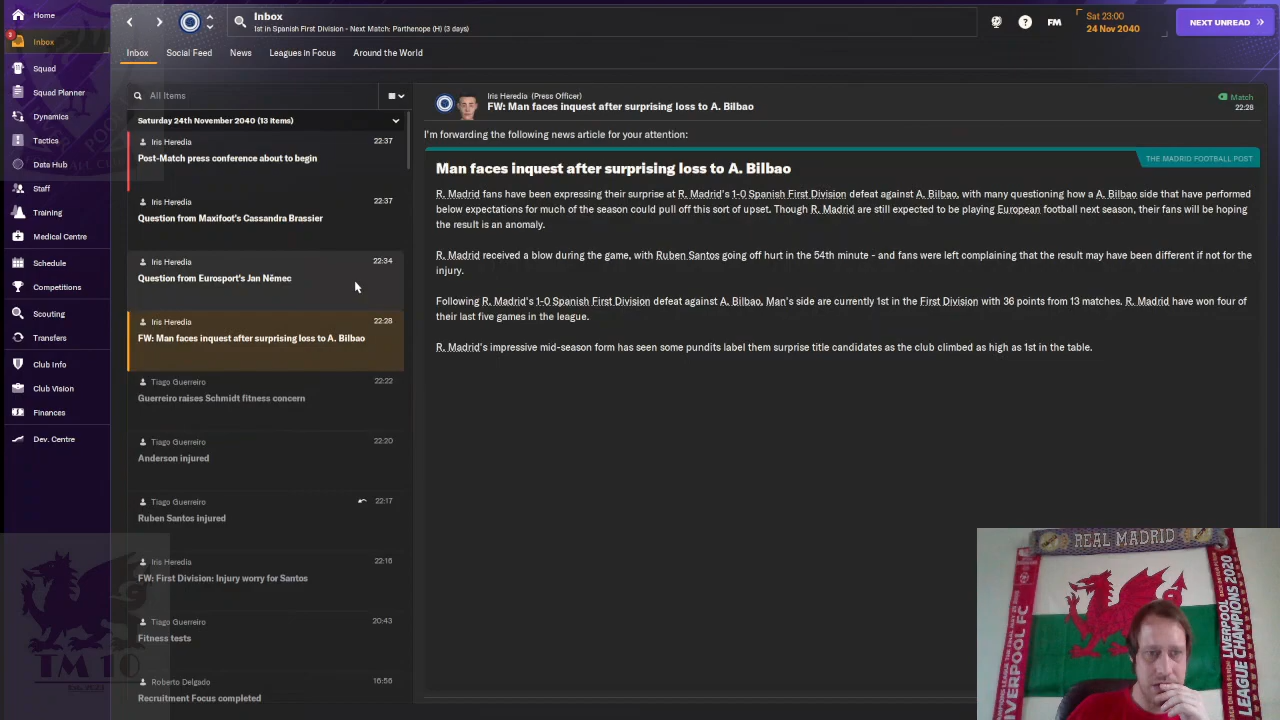 Home
3
Inbox
Squad
Squad Planner
Dynamics
Tactics
Data Hub
Staff
Training
Medical Centre
Schedule
Competitions
Scouting
Transfers
Club Info
Club Vision
Finances
Dev. Centre
Inbox
1st in Spanish First Division - Next Match: Parthenops (H) (3 days)
FM
Sat 23:00
24 Nov 2040
NEXT UNREAD
Inbox
Social Feed
News
Leagues in Focus
Around the World
All Items
Saturday 24th November 2040 (13 items)
Iris Heredia 22:37
Post-Match press conference about to begin
Iris Heredia 22:37
Question from Maxifoot's Cassandra Brassier
Iris Heredia 22:34
Question from Eurosport's Jan Němec
Iris Heredia 22:28
FW: Man faces inquest after surprising loss to A. Bilbao
Tiago Guerreiro 22:22
Guerreiro raises Schmidt fitness concern
Tiago Guerreiro 22:20
Anderson injured
Tiago Guerreiro 22:17
Ruben Santos injured
Iris Heredia 22:16
FW: First Division: Injury worry for Santos
Tiago Guerreiro 20:43
Fitness tests
Roberto Delgado 16:56
Recruitment Focus completed
Iris Heredia (Press Officer)
FW: Man faces inquest after surprising loss to A. Bilbao
Match
22:28
I'm forwarding the following news article for your attention:
THE MADRID FOOTBALL POST
Man faces inquest after surprising loss to A. Bilbao
R. Madrid fans have been expressing their surprise at R. Madrid's 1-0 Spanish First Division defeat against A. Bilbao, with many questioning how a A. Bilbao side that have performed
below expectations for much of the season could pull off this sort of upset. Though R. Madrid are still expected to be playing European football next season, their fans will be hoping
the result is an anomaly.
R. Madrid received a blow during the game, with Ruben Santos going off hurt in the 54th minute - and fans were left complaining that the result may have been different if not for the
injury.
Following R. Madrid's 1-0 Spanish First Division defeat against A. Bilbao, Man's side are currently 1st in the First Division with 36 points from 13 matches. R. Madrid have won four of
their last five games in the league.
R. Madrid's impressive mid-season form has seen some pundits label them surprise title candidates as the club climbed as high as 1st in the table.
TM 10
REAL MADRID
LIVERPOOL FC
LIVERPOOL
LEAGUE CHAMPIONS 2020